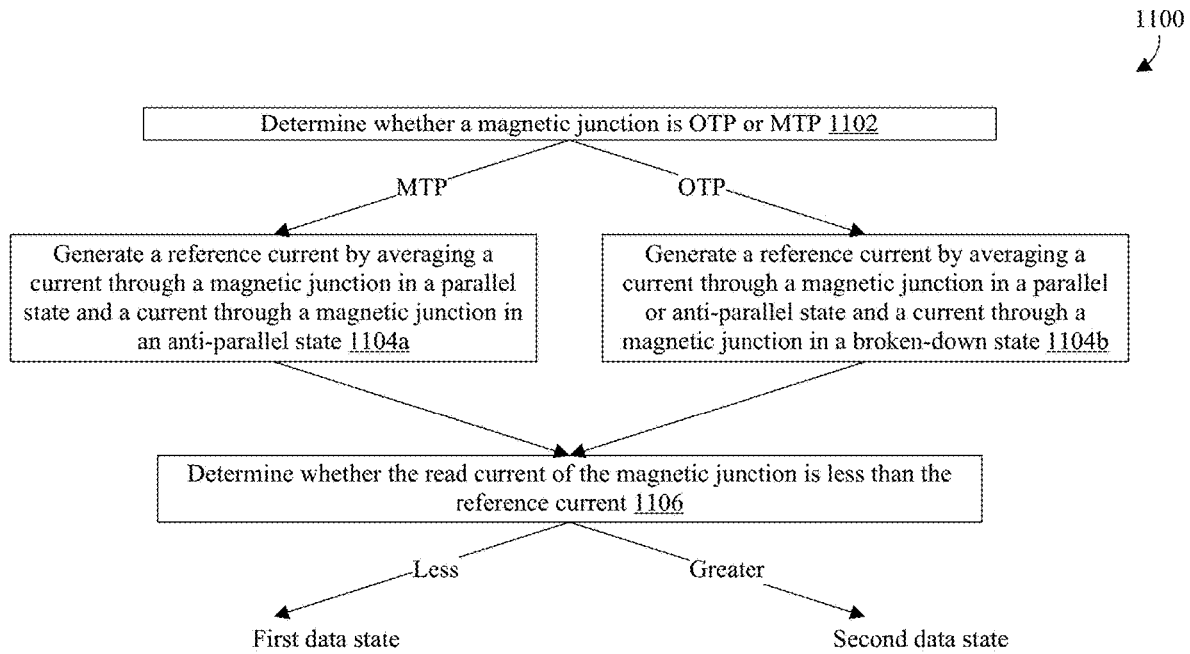 1100
Determine whether a magnetic junction is OTP or MTP 1102
MTP
OTP
Generate a reference current by averaging a
current through a magnetic junction in a parallel
state and a current through a magnetic junction in
an anti-parallel state 1104a
Generate a reference current by averaging a
current through a magnetic junction in a parallel
or anti-parallel state and a current through a
magnetic junction in a broken-down state 1104b
Determine whether the read current of the magnetic junction is less than the
reference current 1106
Less
Greater
First data state
Second data state